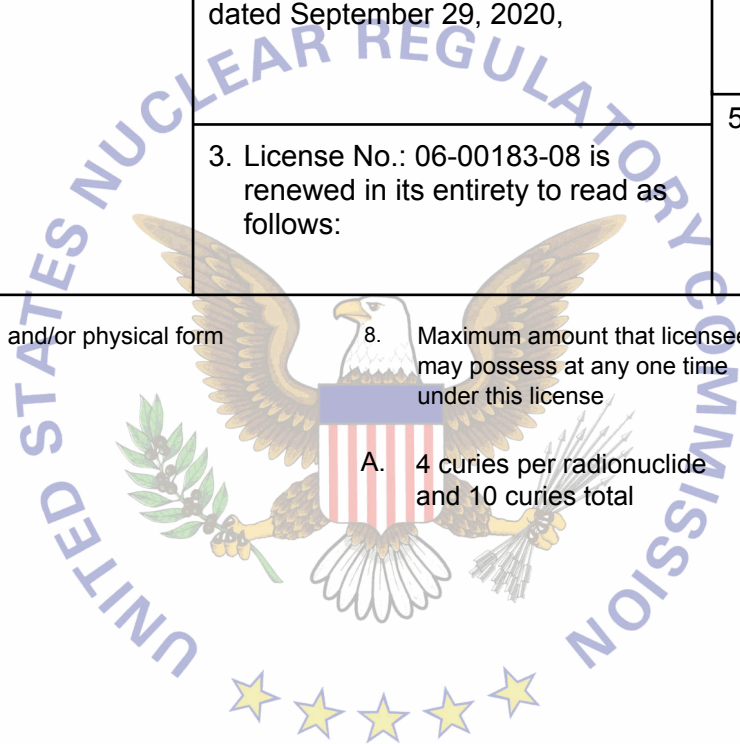 dated September 29, 2020,
5
3. License No.: 06-00183-08 is
renewed in its entirety to read as
follows:
and/or physical form
8. Maximum amount that licensee
may possess at any one time
under this license
A. 4 curies per radionuclide
and 10 curies total
UNITED STATES NUCLEAR REGULATORY COMMISSION